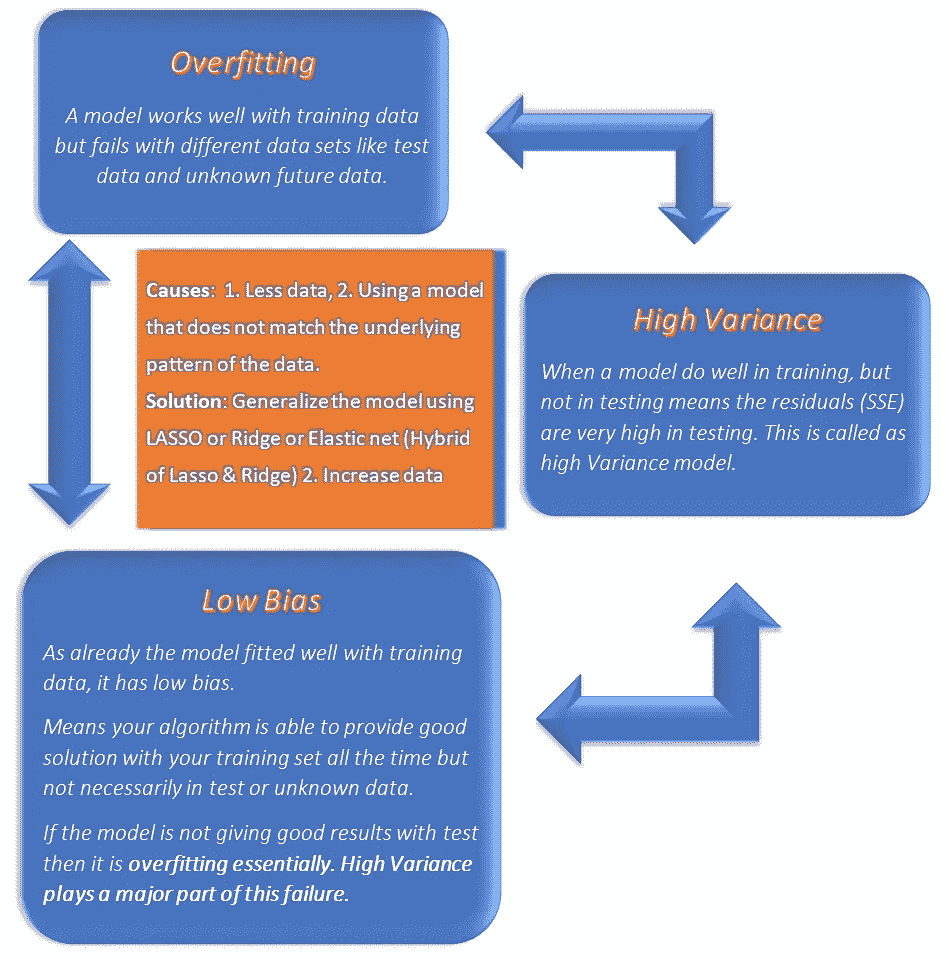 Overfitting
A model works well with training data
but fails with different data sets like test
data and unknown future data.
Causes:  1. Less data, 2. Using a model
that does not match the underlying
pattern of the data.
Solution: Generalize the model using
LASSO or Ridge or Elastic net (Hybrid
of Lasso & Ridge) 2. Increase data
High Variance
When a model do well in training, but
not in testing means the residuals (SSE)
are very high in testing. This is called as
high Variance model.
Low Bias
As already the model fitted well with training
data, it has low bias.
Means your algorithm is able to provide good
solution with your training set all the time but
not necessarily in test or unknown data.
If the model is not giving good results with test
then it is overfitting essentially. High Variance
plays a major part of this failure.